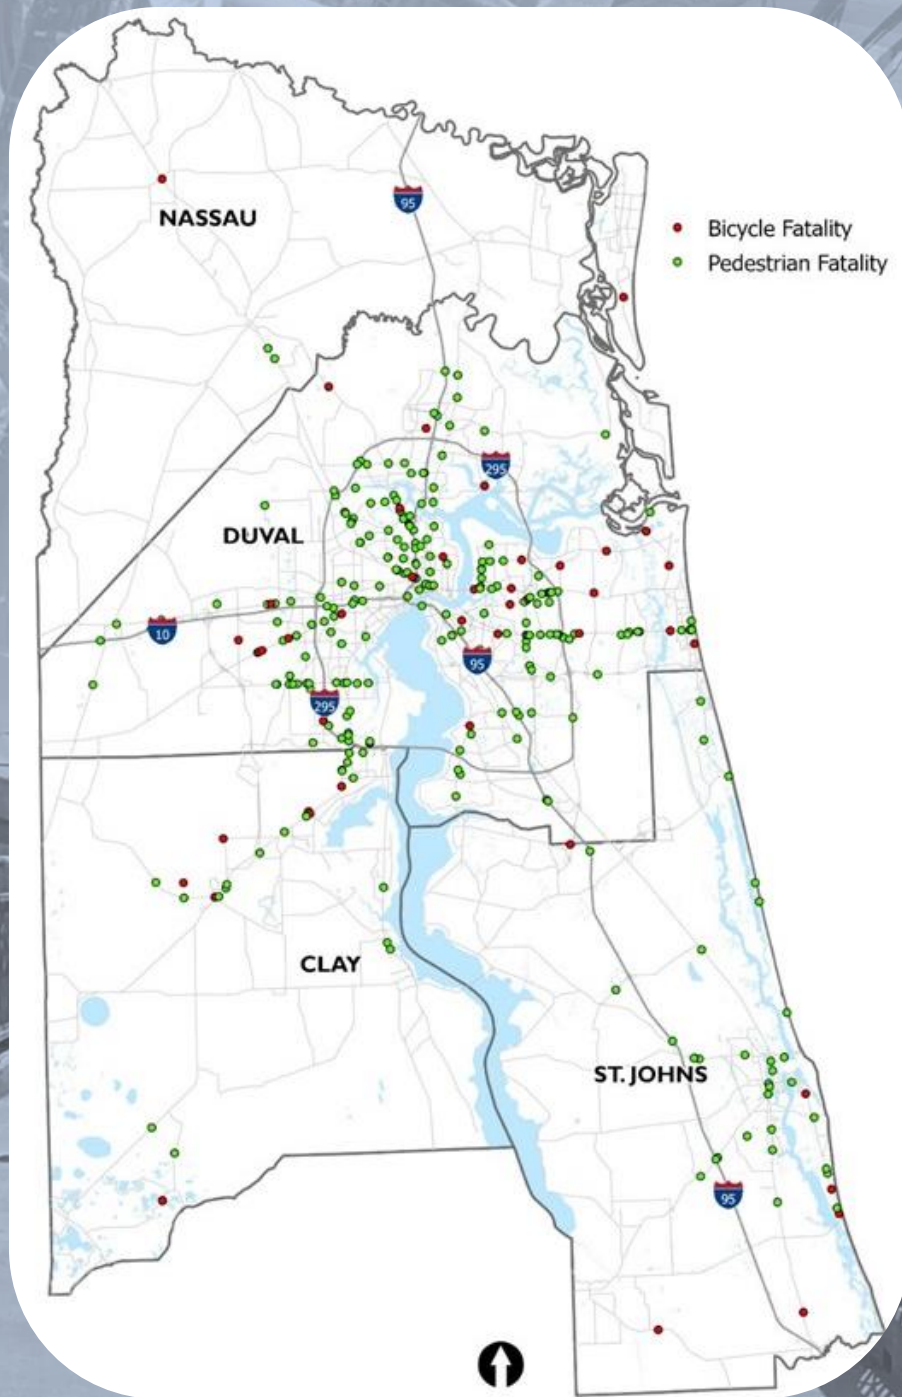 95
NASSAU
Bicycle Fatality
Pedestrian Fatality
295
DUVAL
10
95
295
CLAY
ST. JOHNS
95